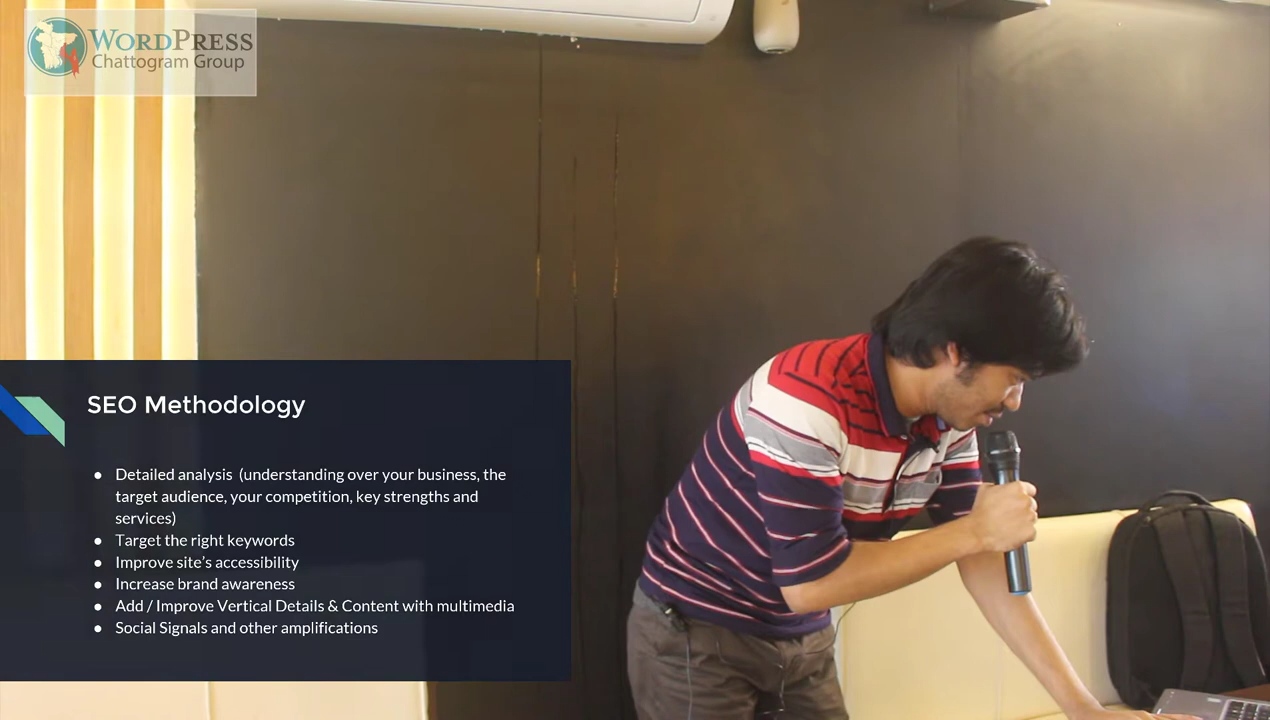 WORDPRESS
Chattogram Group
SEO Methodology
● Detailed analysis (understanding over your business, the
target audience, your competition, key strengths and
services)
● Target the right keywords
● Improve site's accessibility
● Increase brand awareness
● Add / Improve Vertical Details & Content with multimedia
● Social Signals and other amplifications